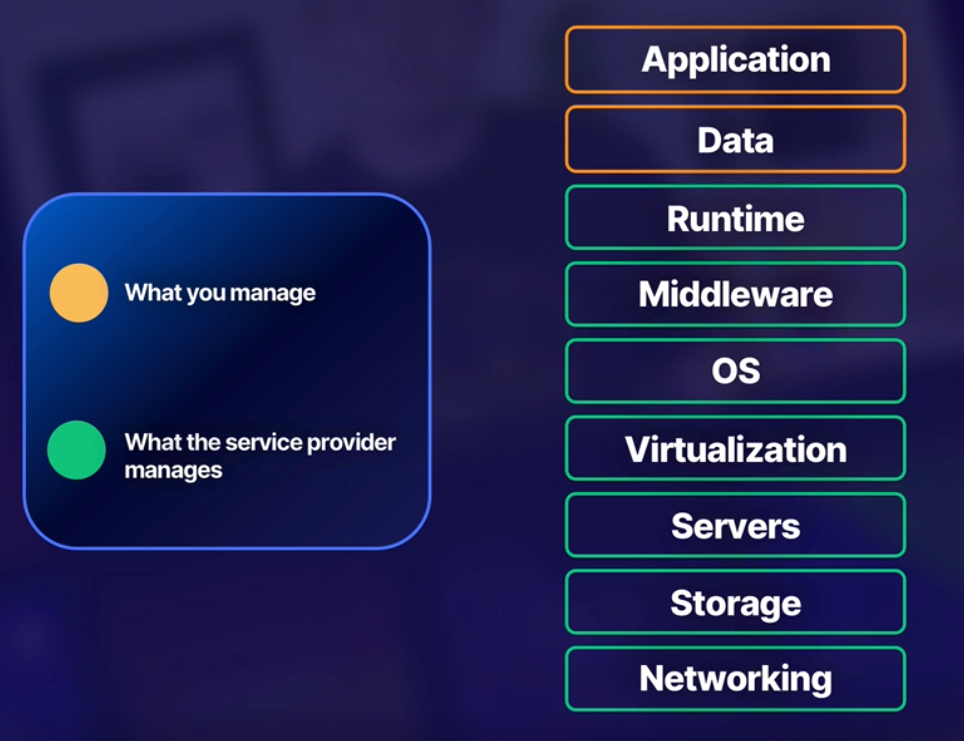 What you manage
What the service provider
manages
Application
Data
Runtime
Middleware
OS
Virtualization
Servers
Storage
Networking